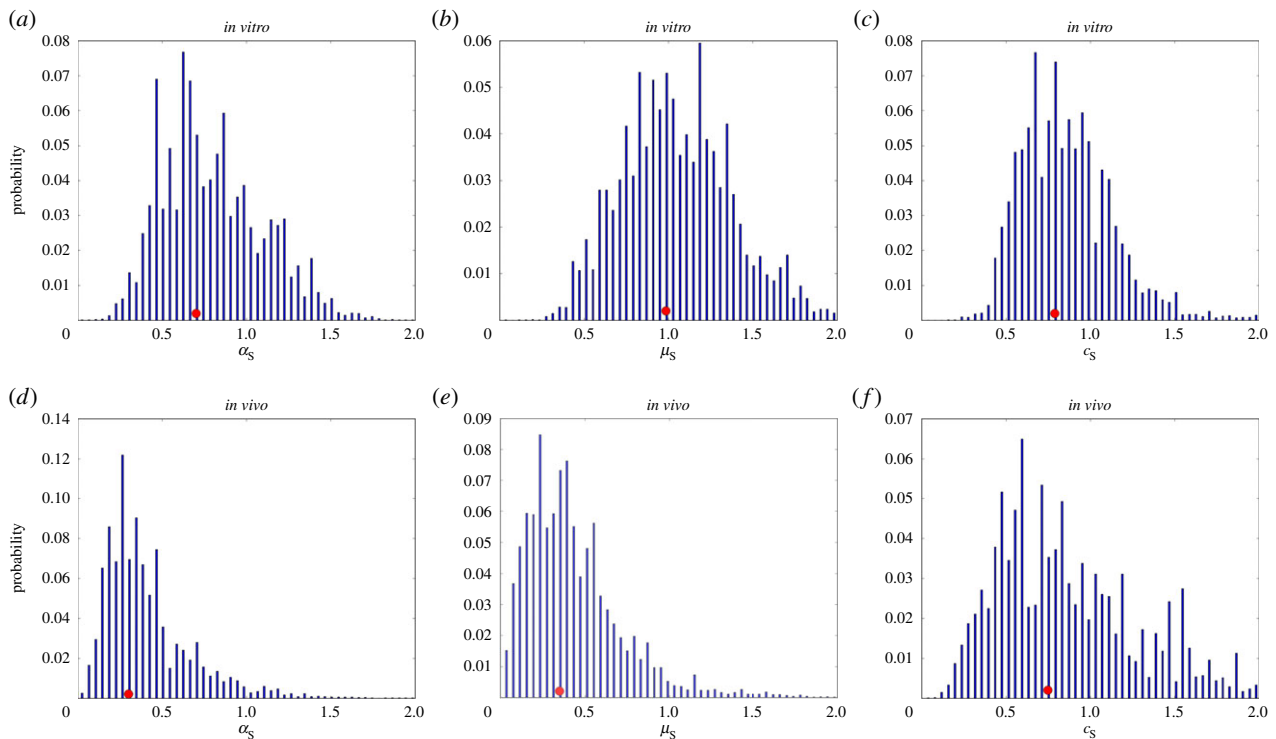 (a) (b) (c)
in vitro in vitro in vitro
0.08 0.06 0.08
0.07 0.05 0.07
0.06 0.04 0.06
0.05 0.03 0.05
0.04 0.02 0.04
0.03 0.01 0.03
0.02 0.02
0.01 0.01
probability
0 0.5 1.0 1.5 2.0 0 0.5 1.0 1.5 2.0 0 0.5 1.0 1.5 2.0
αS μS cS
(d) (e) (f)
in vivo in vivo in vivo
0.14 0.09 0.07
0.12 0.08 0.06
0.10 0.07 0.05
0.08 0.06 0.04
0.06 0.05 0.03
0.04 0.04 0.02
0.02 0.03 0.01
0.02
0.01
probability
0 0.5 1.0 1.5 2.0 0 0.5 1.0 1.5 2.0 0 0.5 1.0 1.5 2.0
αS μS cS